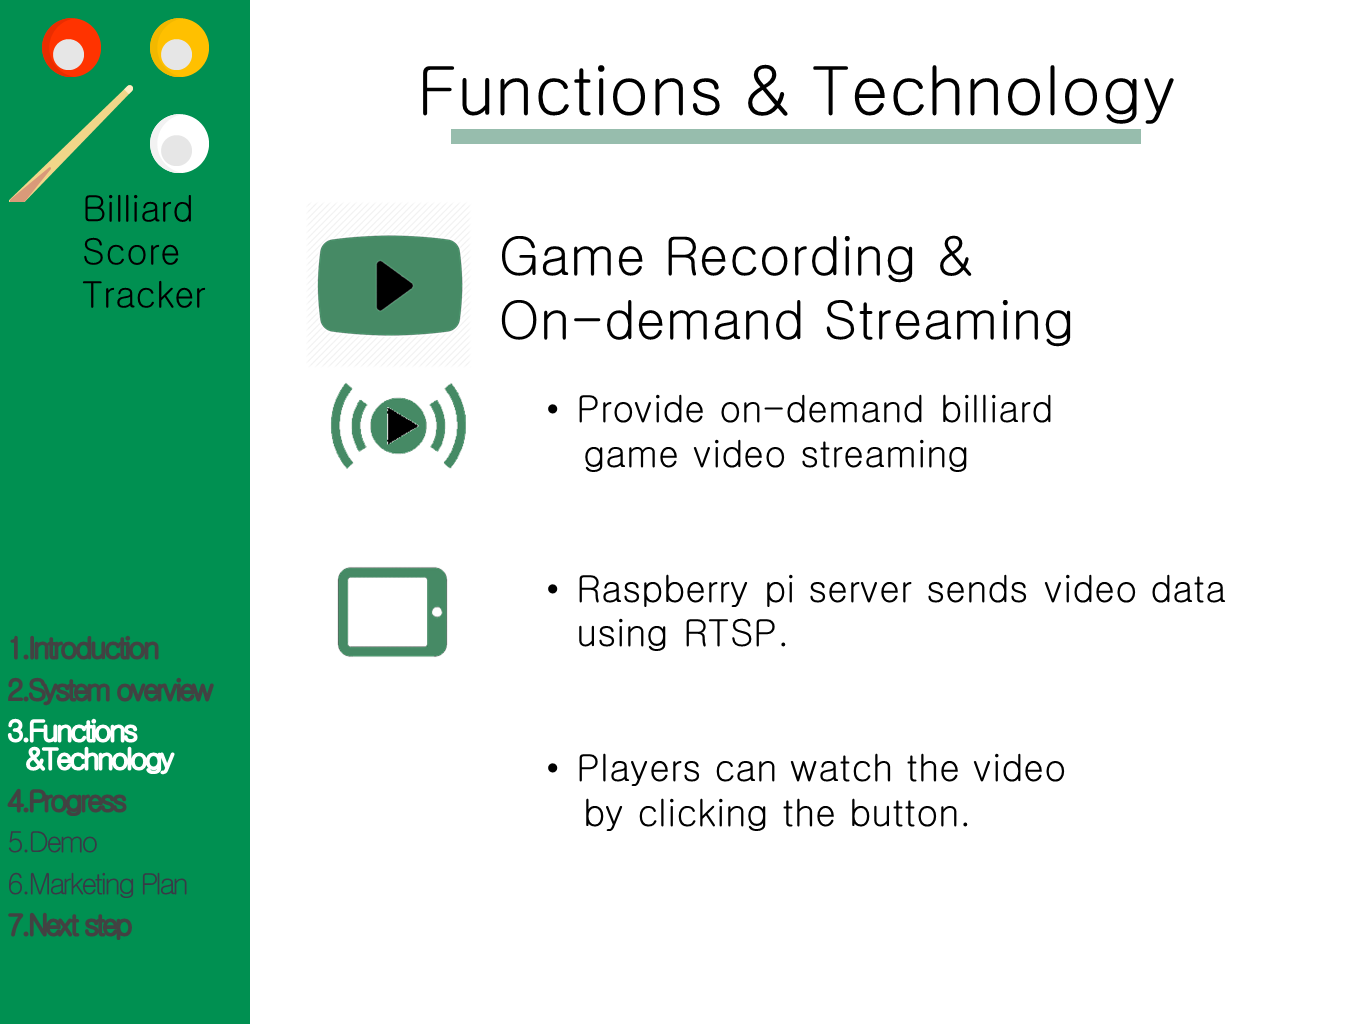 Billiard
Score
Tracker
1.Introduction
2.System overview
3.Functions
&Technology
4.Progress
5.Demo
6.Marketing Plan
7.Next step
Functions & Technology
Game Recording &
On-demand Streaming
• Provide on-demand billiard
game video streaming
• Raspberry pi server sends video data
using RTSP.
• Players can watch the video
by clicking the button.